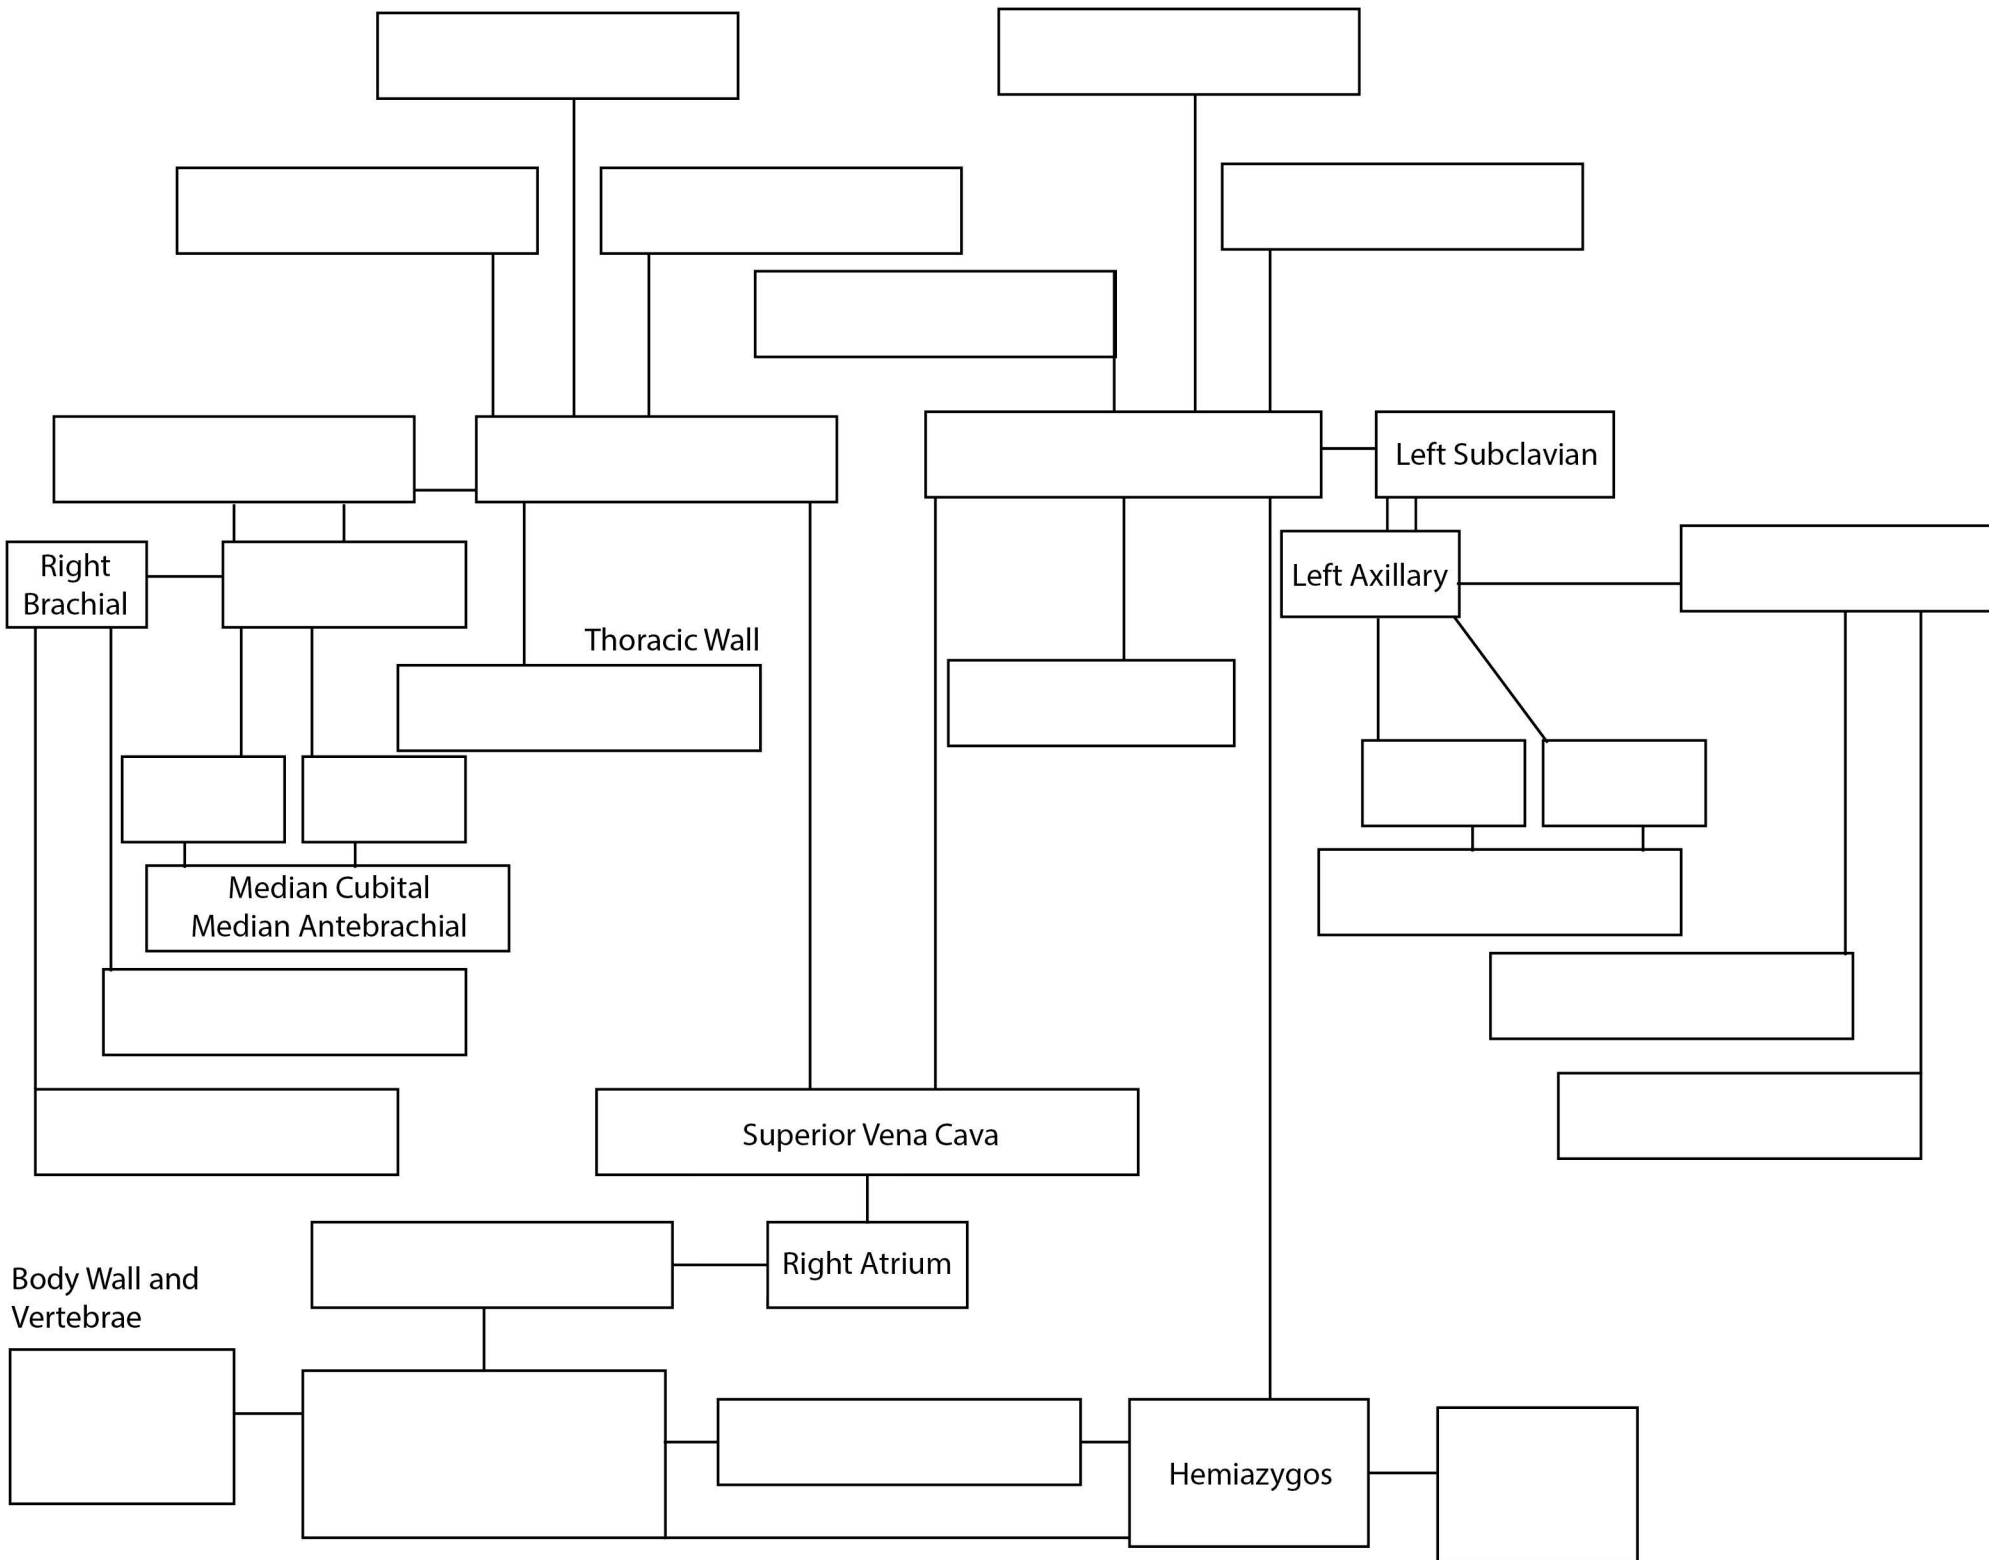 Left Subclavian
Right
Brachial
Left Axillary
Thoracic Wall
Median Cubital
Median Antebrachial
Superior Vena Cava
Right Atrium
Body Wall and
Vertebrae
Hemiazygos